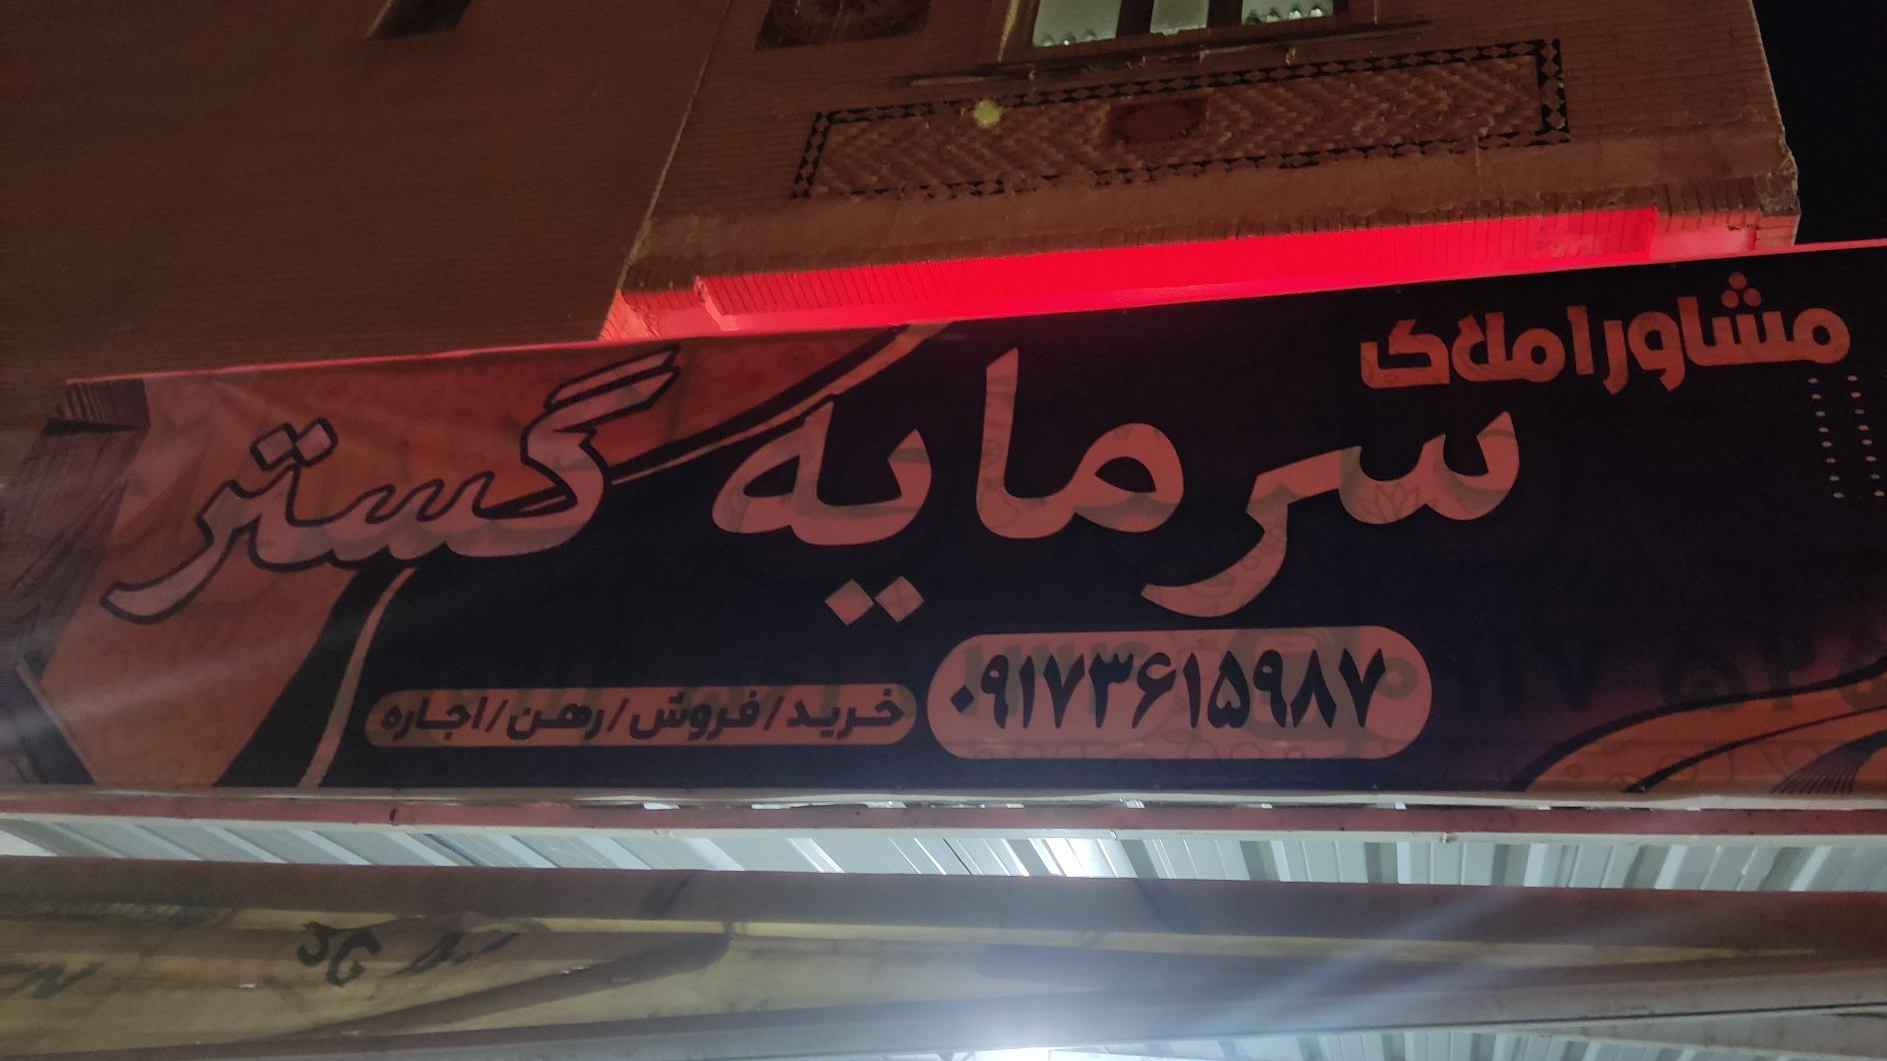 مشاور املاک
سرمایه گستر
۰۹۱۷۳۶۱۵۹۸۷
خرید/فروش/رهن/اجاره